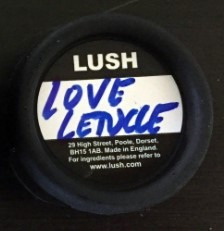 LUSH
LOVE
LETUCCE
29 High Street, Poole, Dorset,
BH15 1AB. Made in England.
For ingredients please refer to
www.lush.com